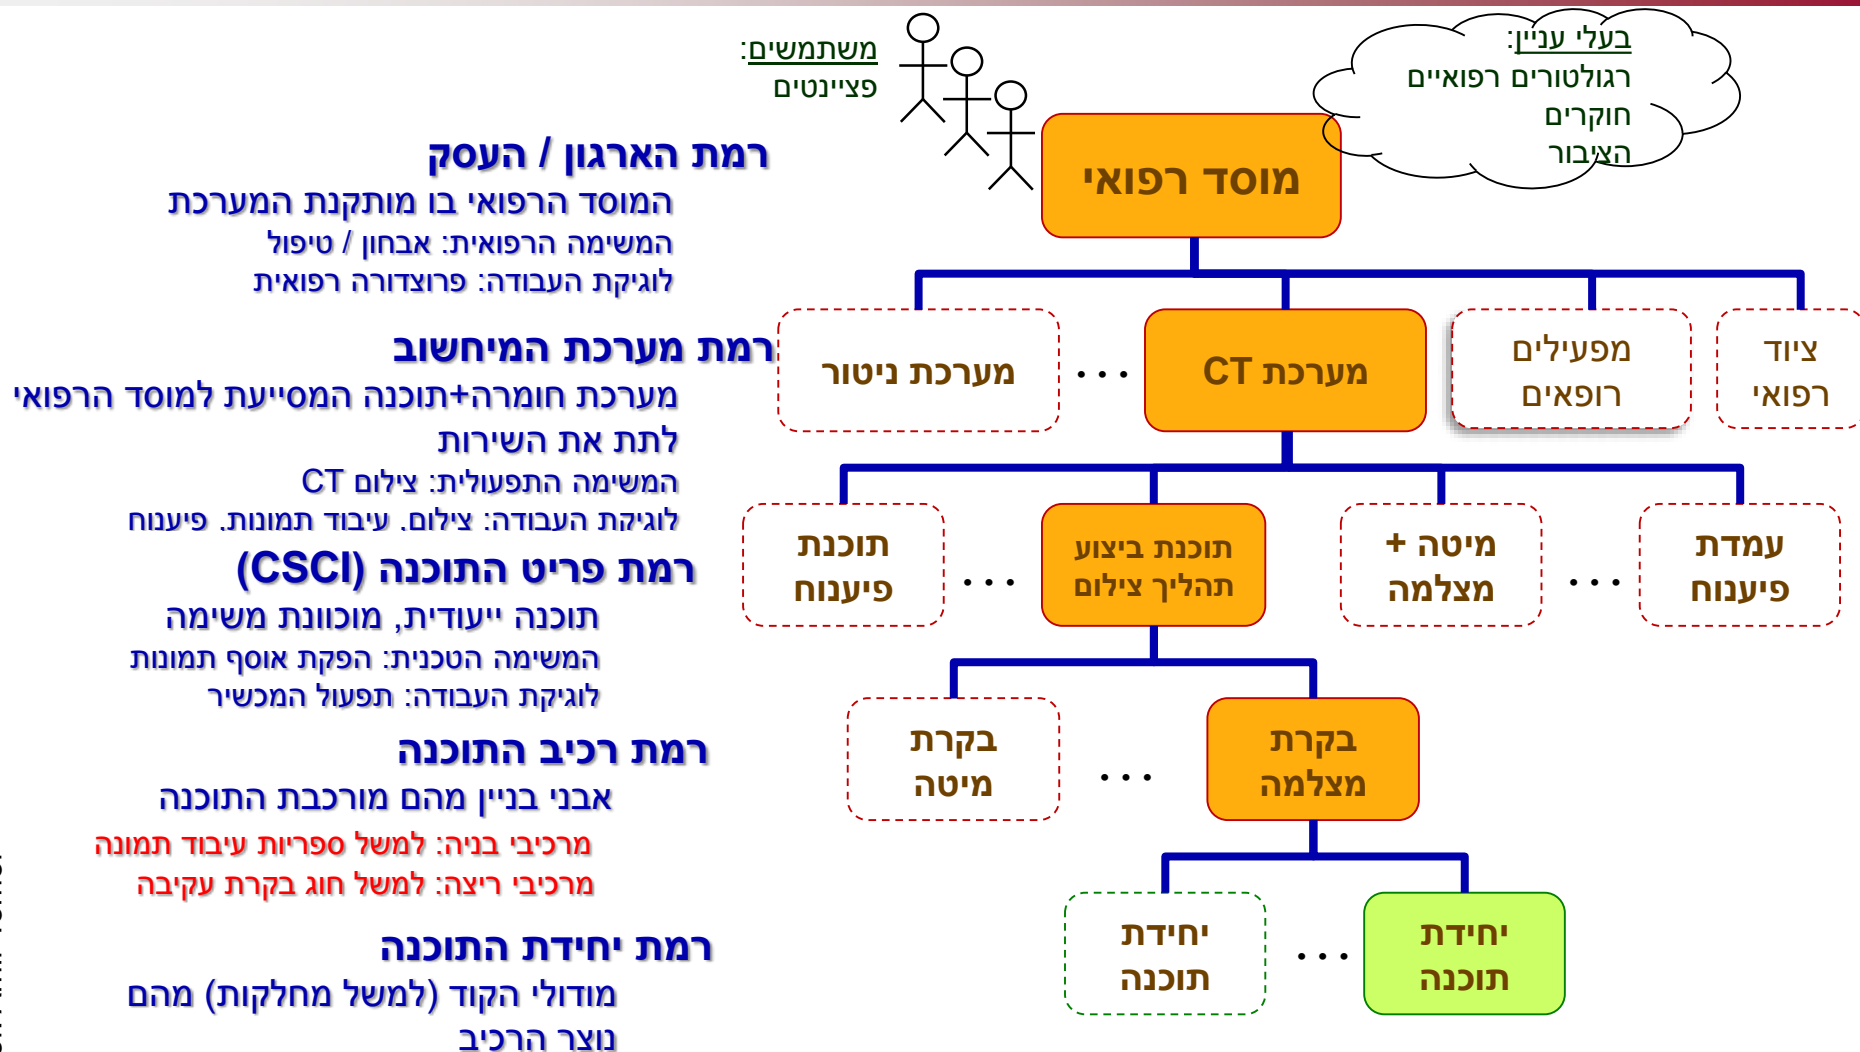 משתמשים:
פציינטים
בעלי עניין:
רגולטורים רפואיים
חוקרים
הציבור
רמת הארגון / העסק
המוסד הרפואי בו מותקנת המערכת
המשימה הרפואית: אבחון / טיפול
לוגיקת העבודה: פרוצדורה רפואית
מוסד רפואי
רמת מערכת המיחשוב
מערכת חומרה+תוכנה המסייעת למוסד הרפואי
לתת את השירות
המשימה התפעולית: צילום CT
לוגיקת העבודה: צילום, עיבוד תמונות, פיענוח
ציוד
רפואי
מפעילים
רופאים
מערכת CT
...
מערכת ניטור
רמת פריט התוכנה (CSCI)
תוכנה ייעודית, מוכוונת משימה
המשימה הטכנית: הפקת אוסף תמונות
לוגיקת העבודה: תפעול המכשיר
עמדת
פיענוח
...
מיטה +
מצלמה
תוכנת ביצוע
תהליך צילום
...
תוכנת
פיענוח
רמת רכיב התוכנה
אבני בניין מהם מורכבת התוכנה
מרכיבי בניה: למשל ספריות עיבוד תמונה
מרכיבי ריצה: למשל חוג בקרת עקיבה
בקרת
מצלמה
...
בקרת
מיטה
רמת יחידת התוכנה
מודולי הקוד (למשל מחלקות) מהם
נוצר הרכיב
יחידת
תוכנה
...
יחידת
תוכנה